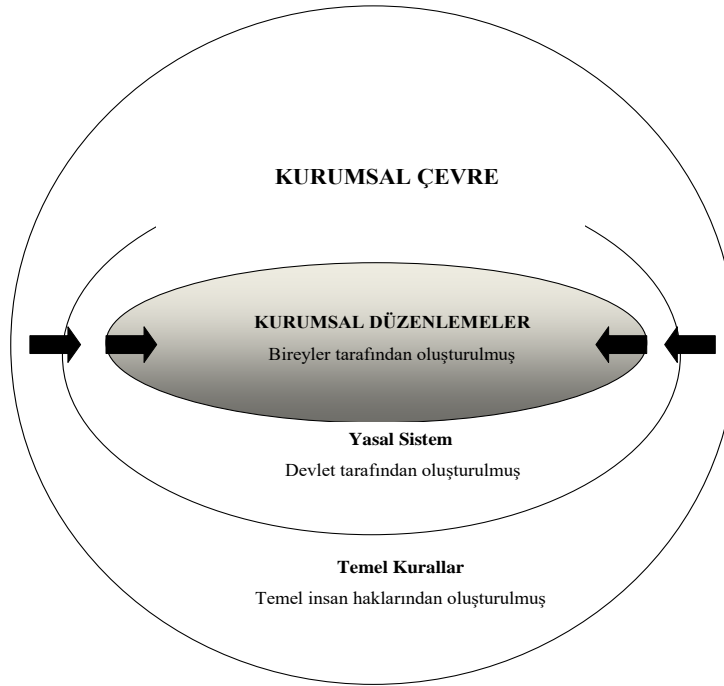 KURUMSAL ÇEVRE
KURUMSAL DÜZENLEMELER
Bireyler tarafından oluşturulmuş
Yasal Sistem
Devlet tarafından oluşturulmuş
Temel Kurallar
Temel insan haklarından oluşturulmuş